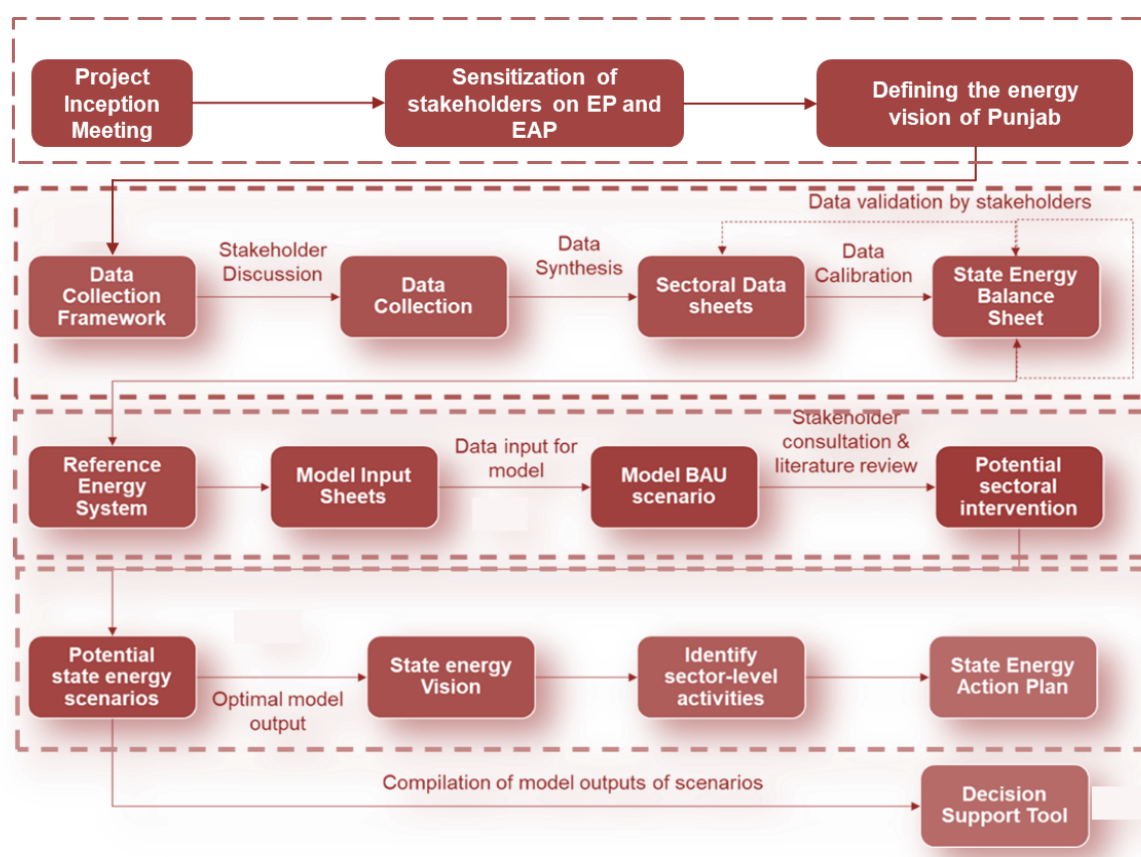 Project
Inception
Meeting
Sensitization of
stakeholders on EP and
EAP
Defining the energy
vision of Punjab
Data validation by stakeholders
Data
Collection
Framework
Stakeholder
Discussion
Data
Collection
Data
Synthesis
Sectoral Data
sheets
Data
Calibration
State Energy
Balance
Sheet
Reference
Energy
System
Model Input
Sheets
Data input for
model
Model BAU
scenario
Stakeholder
consultation &
literature review
Potential
sectoral
intervention
Potential
state energy
scenarios
Optimal model
output
State energy
Vision
Identify
sector-level
activities
State Energy
Action Plan
Compilation of model outputs of scenarios
Decision
Support Tool